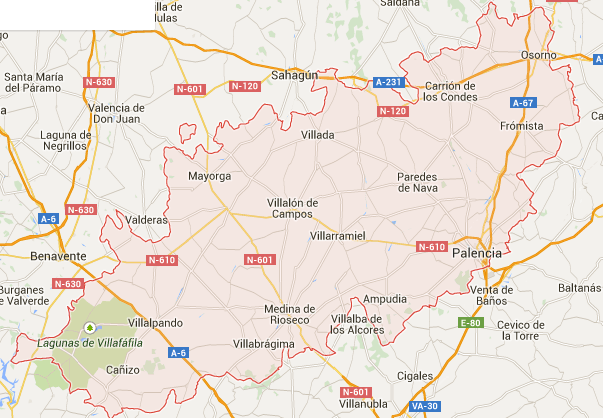 illa de
dulas
Saldaña
go
Osorno
Santa María
del Páramo
N-630
N-601
Sahagún
N-120
A-231
Carrión de
los Condes
A-67
Valencia de
Don Juan
N-120
Frómista
Laguna de
Negrillos
Villada
Mayorga
Paredes
de Nava
N-630
A-6
Valderas
Villalón de
Campos
Villarramiel
N-610
Palencia
Benavente
N-610
N-601
Burganes
de Valverde
N-630
Venta de
Baños
Baltanás
Ampudia
Medina de
Rioseco
Villalba de
los Alcores
E-80
Cevico de
la Torre
Villalpando
Lagunas de Villafáfila
Villabrágima
A-6
Cañizo
Cigales
N-601
Villanubla
VA-30